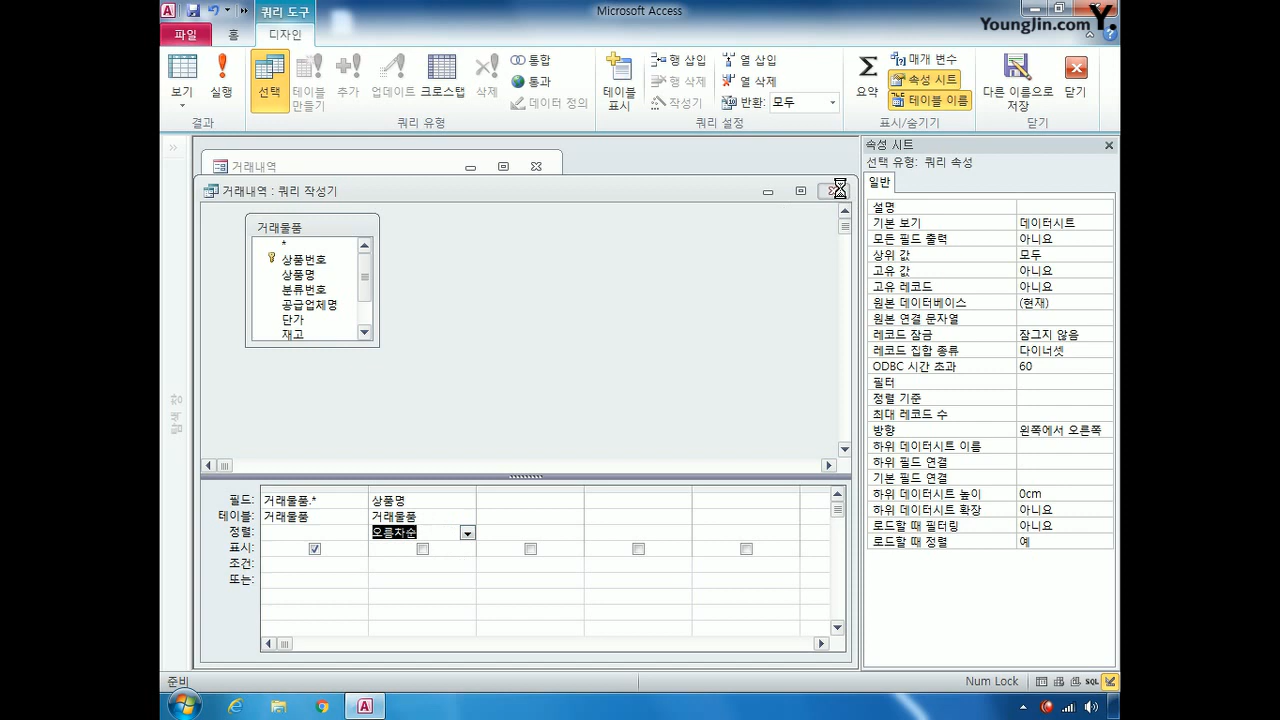 쿼리 도구
Microsoft Access
Younglin.com
Y.
파일 홈 디자인
보기 실행 선택 테이블 만들기 추가 업데이트 크로스탭 삭제
통합
통과
데이터 정의
테이블 표시
행 삽입
행 삭제
작성기
열 삽입
열 삭제
반환: 모두
요약
매개 변수
속성 시트
테이블 이름
다른 이름으로 저장
닫기
결과 쿼리 유형 쿼리 설정 표시/숨기기 닫기
탐색 창
거래내역
거래내역 : 쿼리 작성기
거래물품
*
상품번호
상품명
분류번호
공급업체명
단가
재고
필드: 거래물품.* 상품명
테이블: 거래물품 거래물품
정렬: 오름차순
표시:
조건:
또는:
속성 시트
선택 유형: 쿼리 속성
일반
설명
기본 보기 데이터시트
모든 필드 출력 아니요
상위 값 모두
고유 값 아니요
고유 레코드 아니요
원본 데이터베이스 (현재)
원본 연결 문자열
레코드 잠금 잠그지 않음
레코드 집합 종류 다이너셋
ODBC 시간 초과 60
필터
정렬 기준
최대 레코드 수
방향 왼쪽에서 오른쪽
하위 데이터시트 이름
하위 필드 연결
기본 필드 연결
하위 데이터시트 높이 0cm
하위 데이터시트 확장 아니요
로드할 때 필터링 아니요
로드할 때 정렬 예
준비
Num Lock
SQL